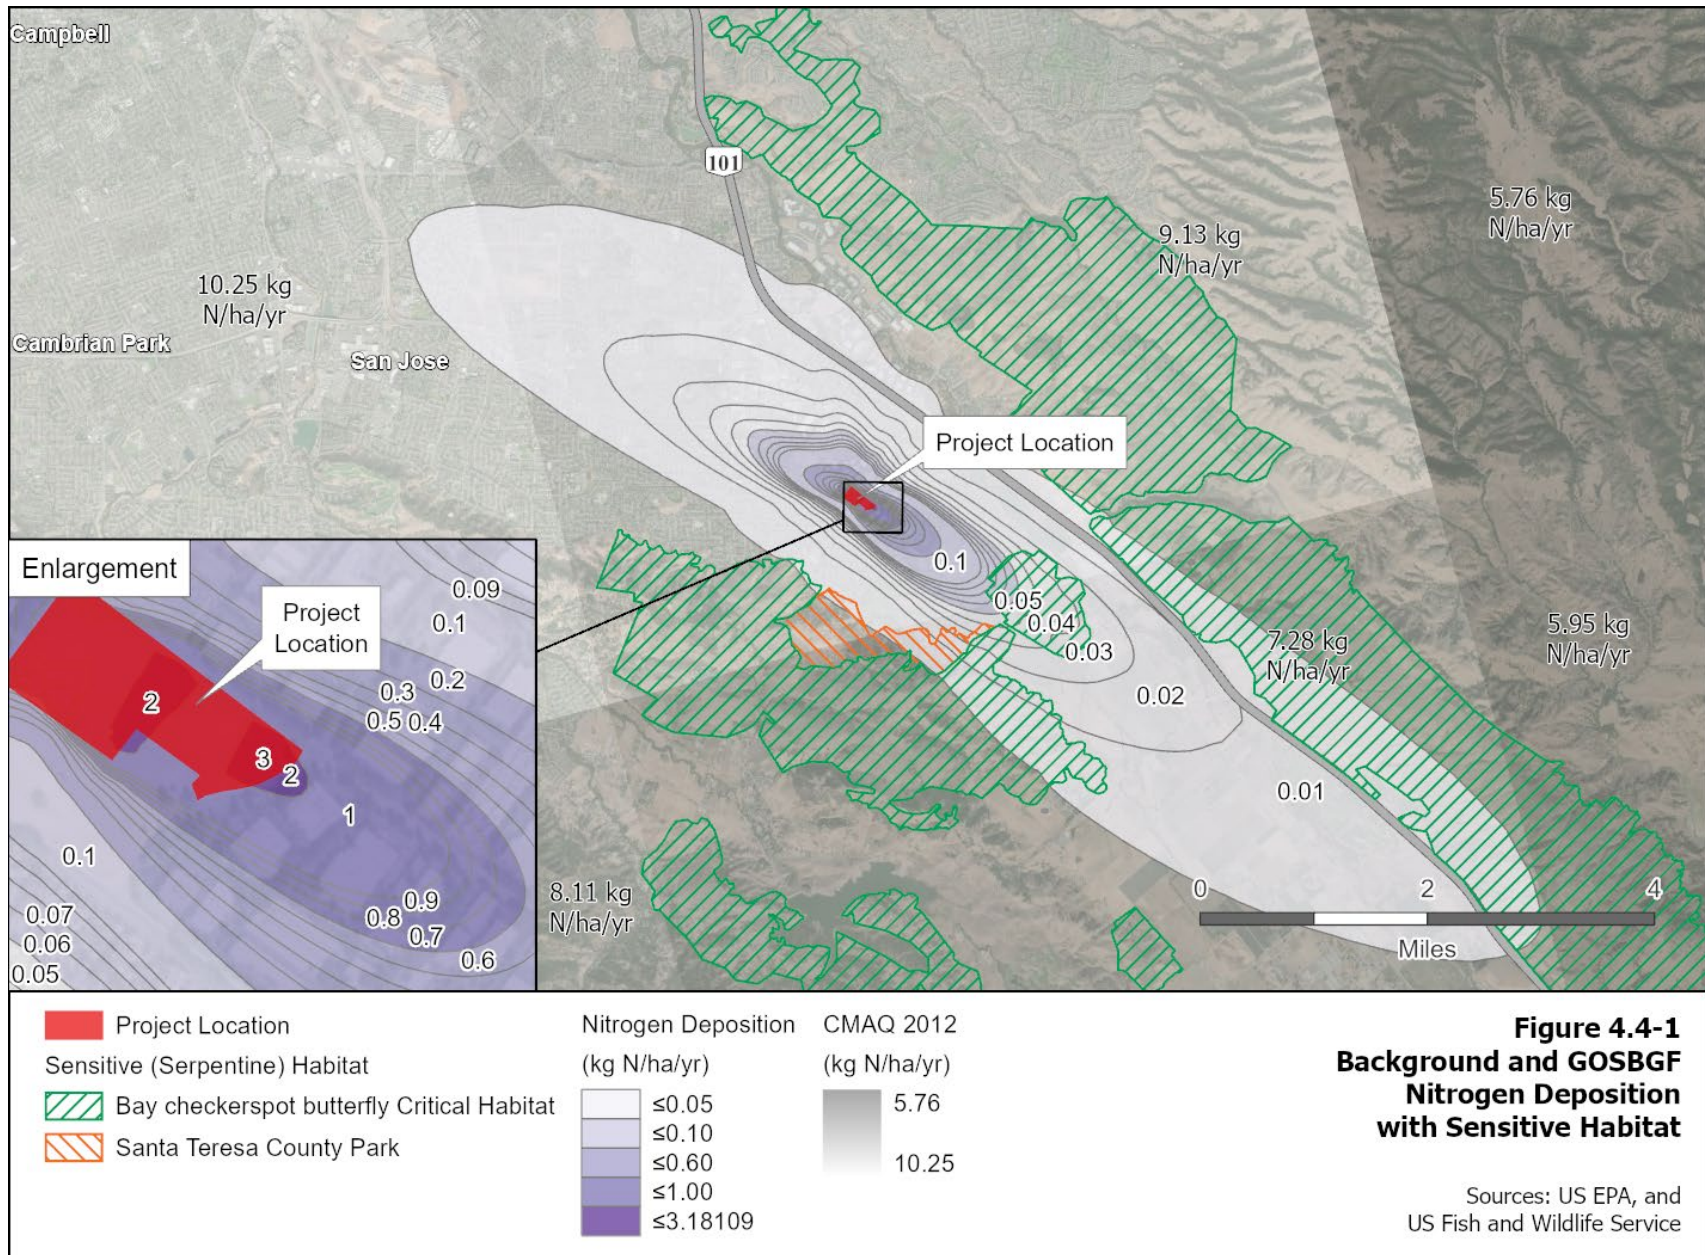 Campbell
101
5.76 kg
N/ha/yr
9.13 kg
N/ha/yr
10.25 kg
N/ha/yr
Cambrian Park
San Jose
Project Location
0.1
0.05
0.04
0.03
0.02
0.01
7.28 kg
N/ha/yr
5.95 kg
N/ha/yr
8.11 kg
N/ha/yr
0
2
4
Miles
Enlargement
Project
Location
0.09
0.1
0.2
0.3
0.4
0.5
2
3
2
1
0.1
0.9
0.8
0.7
0.6
0.07
0.06
0.05
Project Location
Sensitive (Serpentine) Habitat
Bay checkerspot butterfly Critical Habitat
Santa Teresa County Park
Nitrogen Deposition
(kg N/ha/yr)
≤0.05
≤0.10
≤0.60
≤1.00
≤3.18109
CMAQ 2012
(kg N/ha/yr)
5.76
10.25
Figure 4.4-1
Background and GOSBGF
Nitrogen Deposition
with Sensitive Habitat
Sources: US EPA, and
US Fish and Wildlife Service